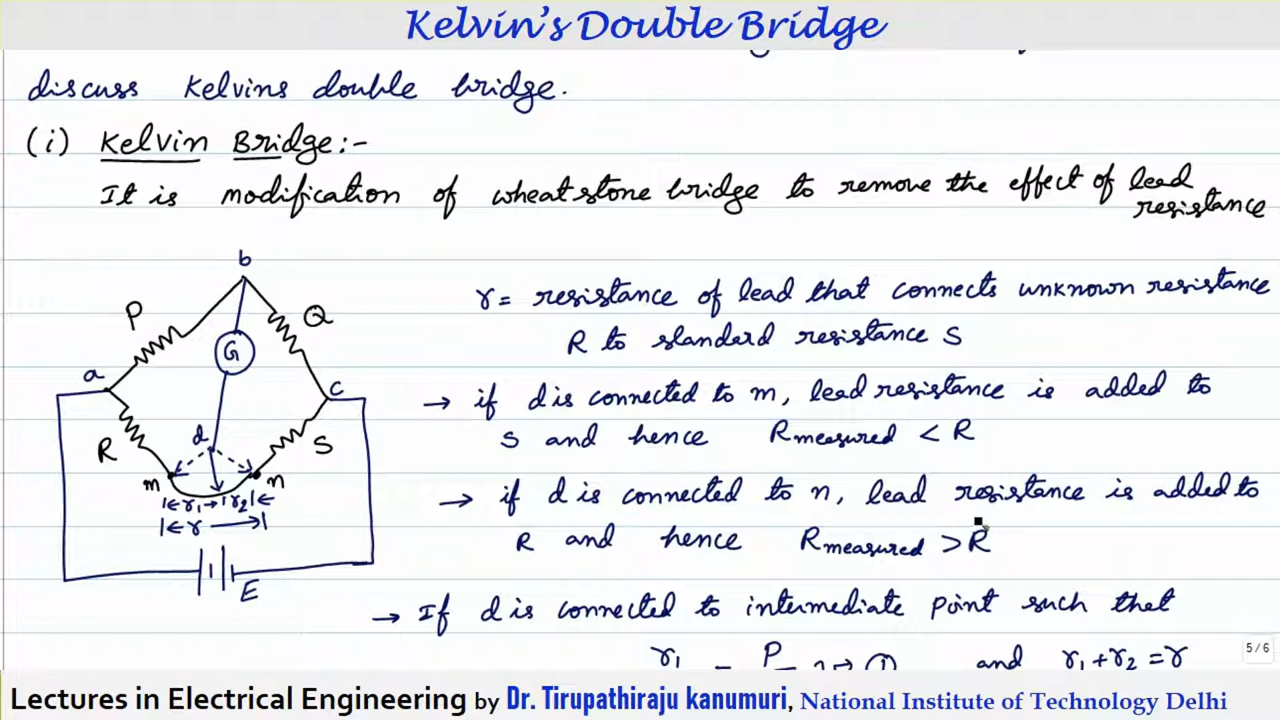 Kelvin's Double Bridge
discuss Kelvins double bridge.
(i) Kelvin Bridge:-
It is modification of wheatstone bridge to remove the effect of lead
resistance
b
P
Q
G
a
c
R
d
S
m
n
|← r₁ →| r₂ |←
|← r →|
E
r = resistance of lead that connects unknown resistance
R to standard resistance S
→ if d is connected to m, lead resistance is added to
S and hence Rmeasured < R
→ if d is connected to n, lead resistance is added to
R and hence Rmeasured > R
→ If d is connected to intermediate point such that
r₁ P → ① and r₁ + r₂ = r
5 / 6
Lectures in Electrical Engineering by Dr. Tirupathiraju kanumuri, National Institute of Technology Delhi